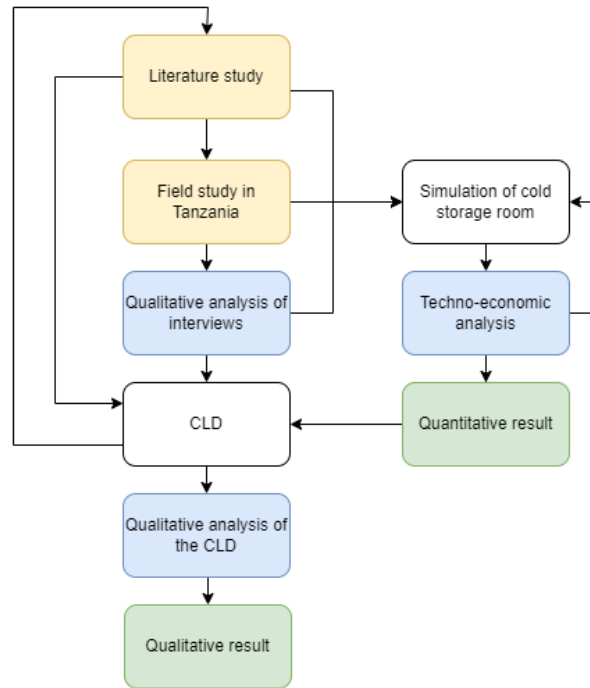 Literature study
Field study in
Tanzania
Simulation of cold
storage room
Qualitative analysis of
interviews
Techno-economic
analysis
CLD
Quantitative result
Qualitative analysis of
the CLD
Qualitative result